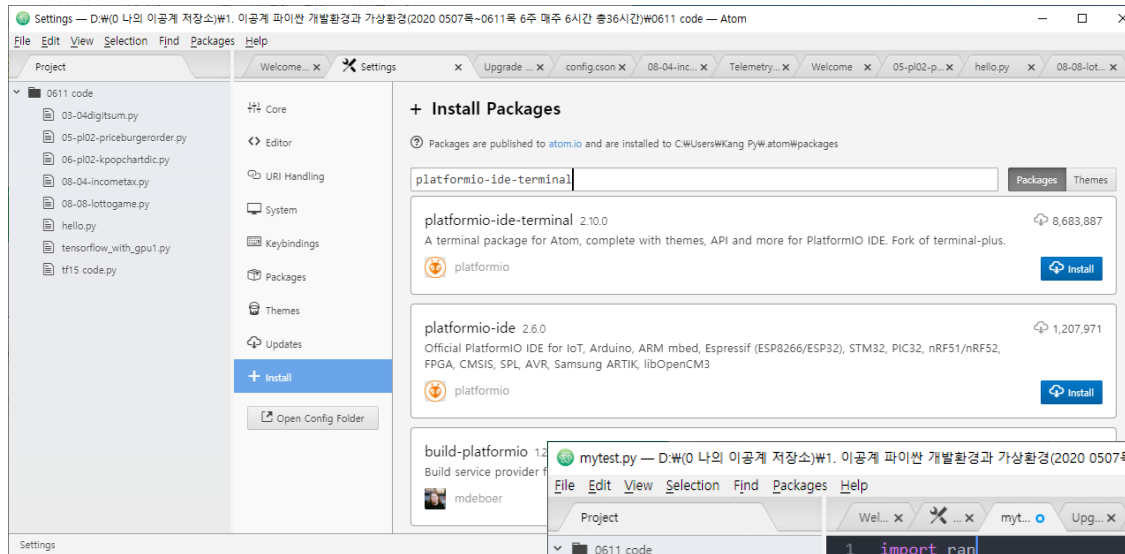 Settings — D:₩(0 나의 이공계 저장소)₩1. 이공계 파이썬 개발환경과 가상환경(2020 0507목~0611목 6주 매주 6시간 총36시간)₩0611 code — Atom
File Edit View Selection Find Packages Help
Project
Welcome... Settings Upgrade ... config.cson 08-04-inc... Telemetry... Welcome 05-pl02-p... hello.py 08-08-lot...
0611 code
03-04digitsum.py
05-pl02-priceburgerorder.py
06-pl02-kpopchartdic.py
08-04-incometax.py
08-08-lottogame.py
hello.py
tensorflow_with_gpu1.py
tf15 code.py
Core
Editor
URI Handling
System
Keybindings
Packages
Themes
Updates
+ Install
Open Config Folder
+ Install Packages
Packages are published to atom.io and are installed to C:₩Users₩Kang Py₩.atom₩packages
platformio-ide-terminal
Packages Themes
platformio-ide-terminal 2.10.0 8,683,887
A terminal package for Atom, complete with themes, API and more for PlatformIO IDE. Fork of terminal-plus.
platformio Install
platformio-ide 2.6.0 1,207,971
Official PlatformIO IDE for IoT, Arduino, ARM mbed, Espressif (ESP8266/ESP32), STM32, PIC32, nRF51/nRF52,
FPGA, CMSIS, SPL, AVR, Samsung ARTIK, libOpenCM3
platformio Install
build-platformio 1.2
Build service provider f
mdeboer
Settings
mytest.py — D:₩(0 나의 이공계 저장소)₩1. 이공계 파이썬 개발환경과 가상환경(2020 0507목
File Edit View Selection Find Packages Help
Project
Wel... ... myt... Upg...
0611 code
1 import ran